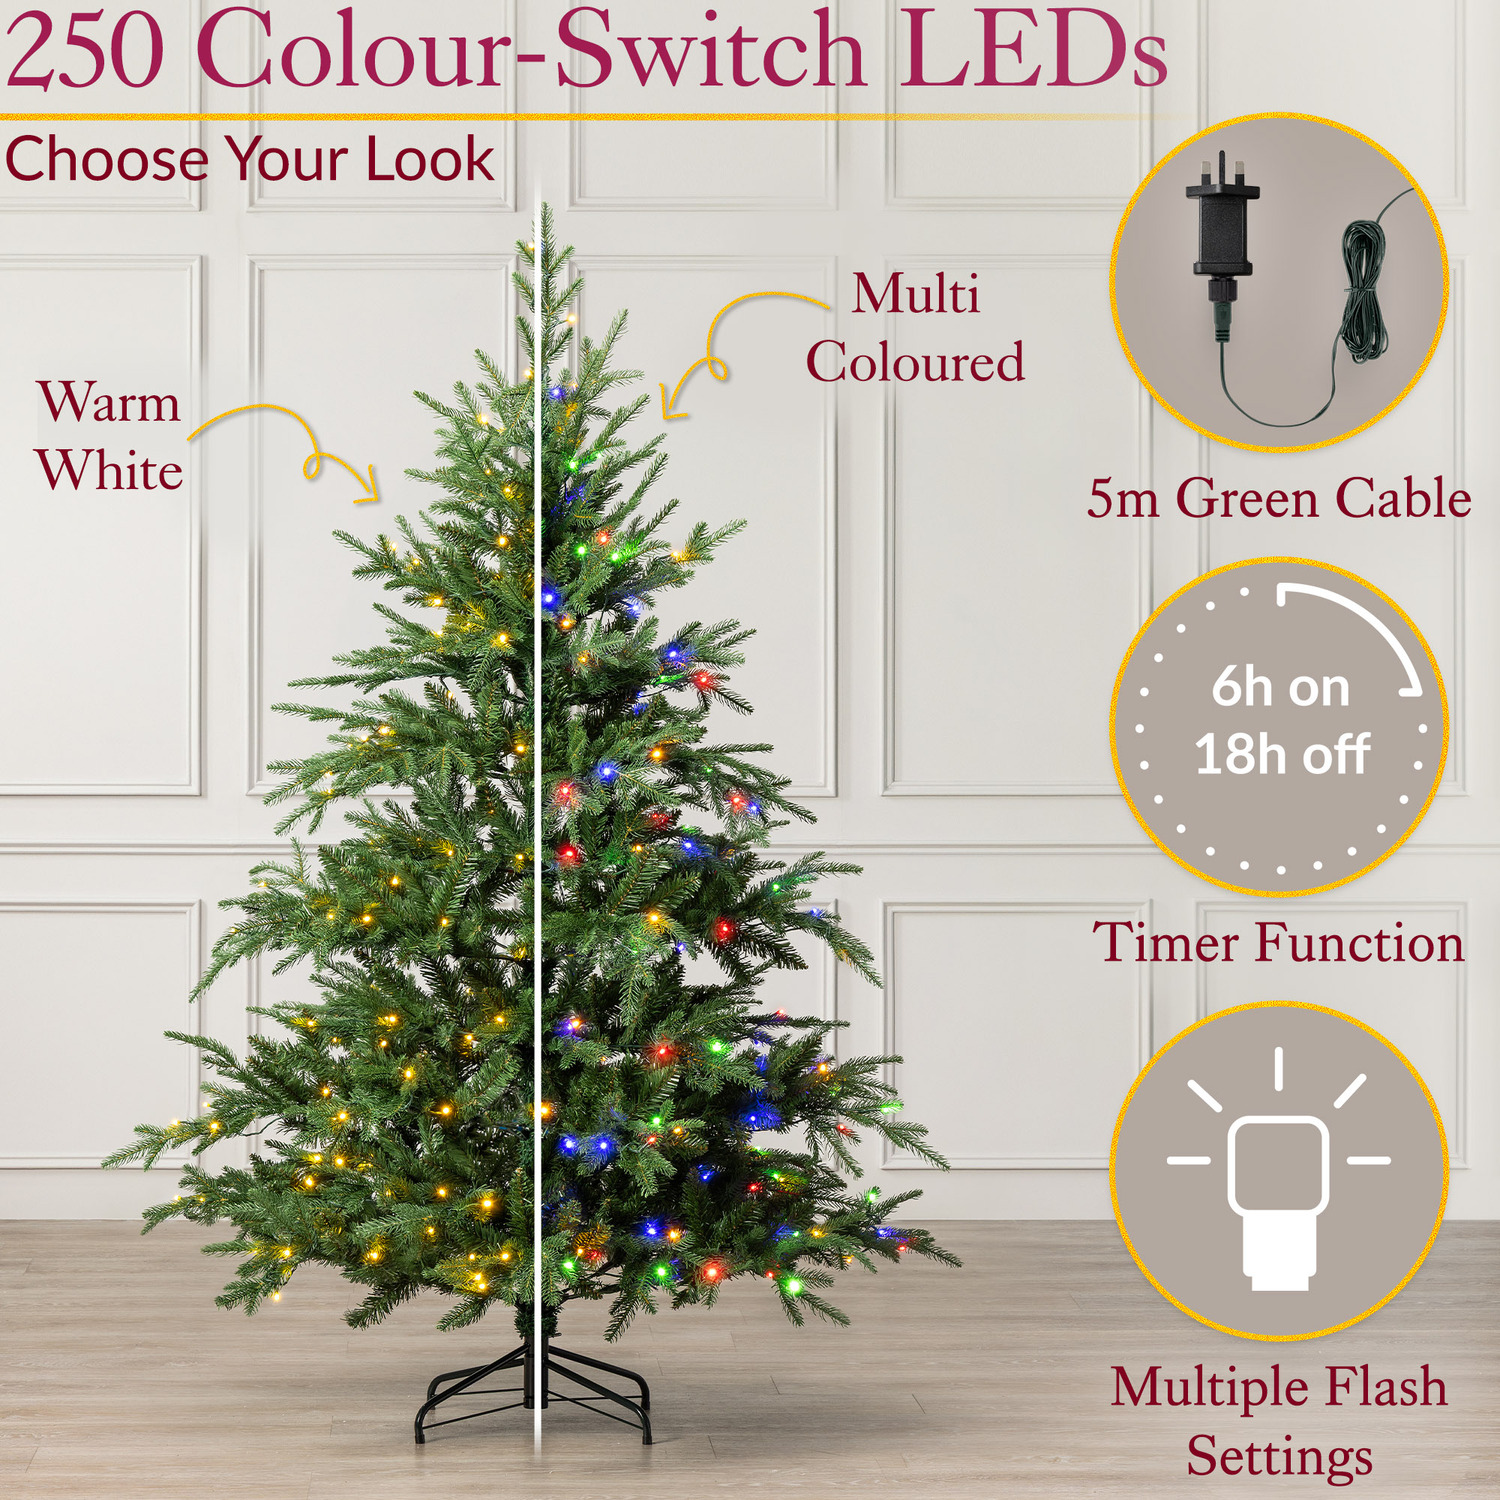 250 Colour-Switch LEDs
Choose Your Look
Warm
White
Multi
Coloured
5m Green Cable
6h on
18h off
Timer Function
Multiple Flash
Settings